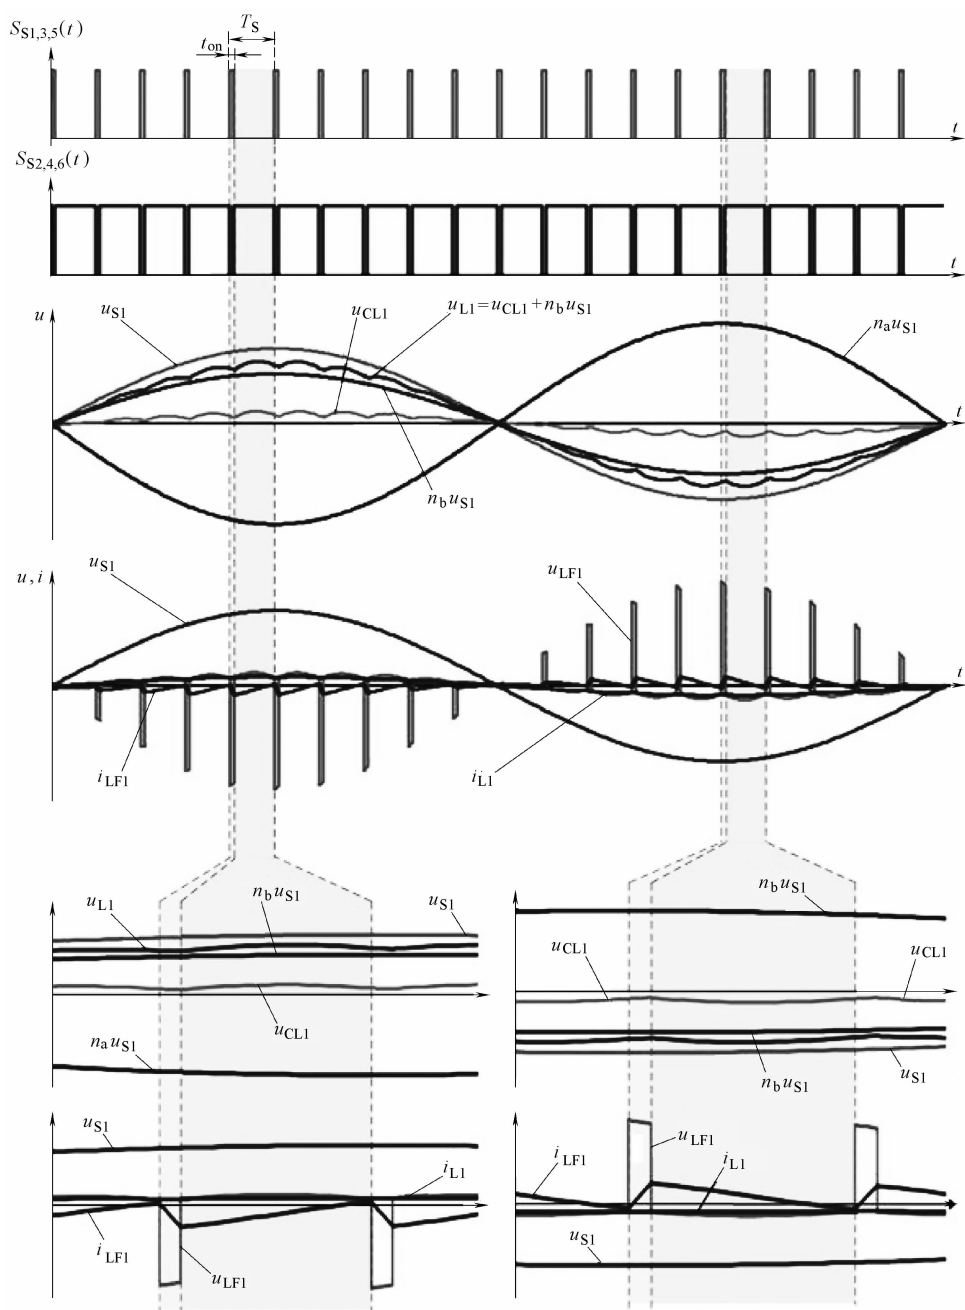 S_S1,3,5(t)
T_S
t_on
t
S_S2,4,6(t)
t
u
u_S1
u_CL1
u_L1=u_CL1+n_b u_S1
n_a u_S1
t
n_b u_S1
u, i
u_S1
u_LF1
t
i_LF1
i_L1
u_L1
n_b u_S1
u_S1
n_b u_S1
u_CL1
u_CL1
u_CL1
n_a u_S1
n_b u_S1
u_S1
u_S1
i_L1
i_LF1
u_LF1
i_LF1
u_LF1
i_L1
u_S1